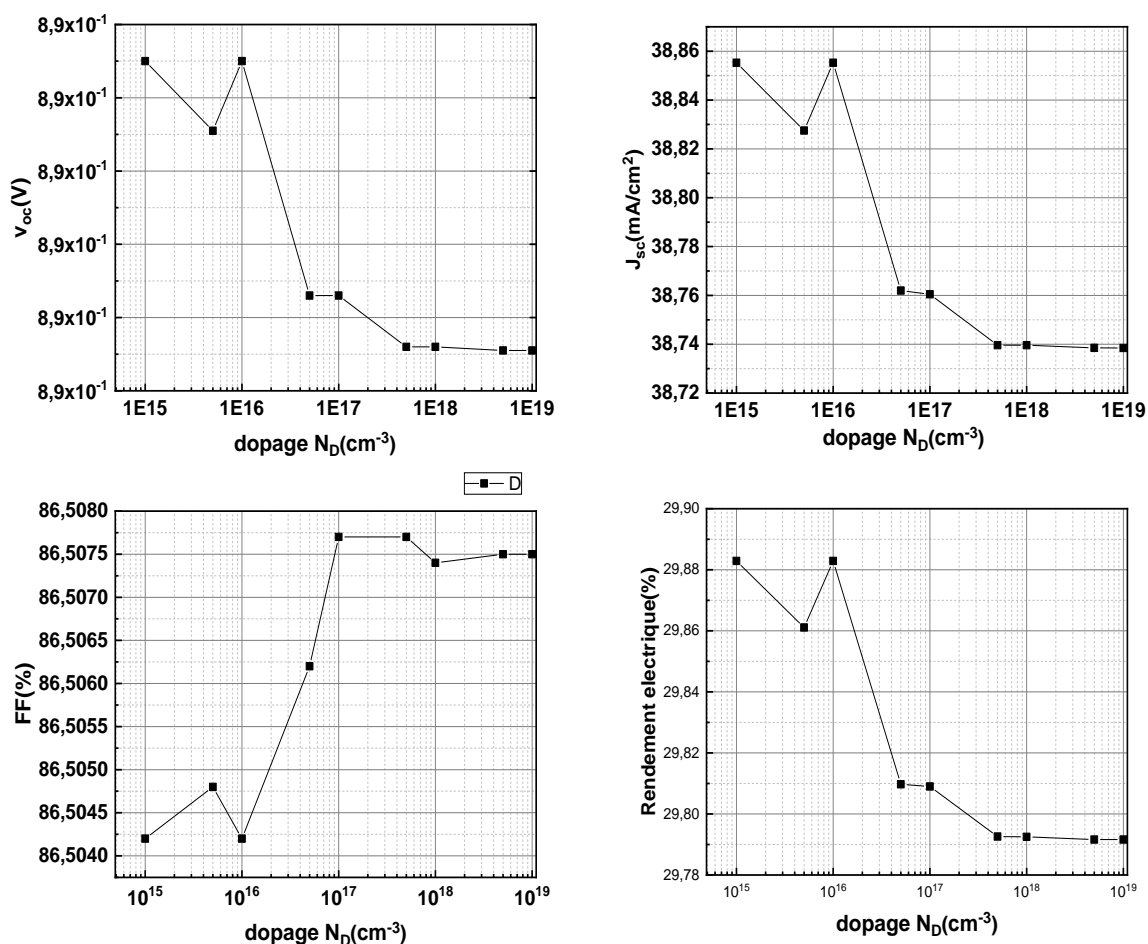 8,9x10⁻¹
8,9x10⁻¹
8,9x10⁻¹
8,9x10⁻¹
8,9x10⁻¹
8,9x10⁻¹
v_oc(V)
1E15 1E16 1E17 1E18 1E19
dopage N_D(cm⁻³)
38,86
38,84
38,82
38,80
38,78
38,76
38,74
38,72
J_sc(mA/cm²)
1E15 1E16 1E17 1E18 1E19
dopage N_D(cm⁻³)
D
86,5080
86,5075
86,5070
86,5065
86,5060
86,5055
86,5050
86,5045
86,5040
FF(%)
10¹⁵ 10¹⁶ 10¹⁷ 10¹⁸ 10¹⁹
dopage N_D(cm⁻³)
29,90
29,88
29,86
29,84
29,82
29,80
29,78
Rendement electrique(%)
10¹⁵ 10¹⁶ 10¹⁷ 10¹⁸ 10¹⁹
dopage N_D(cm⁻³)